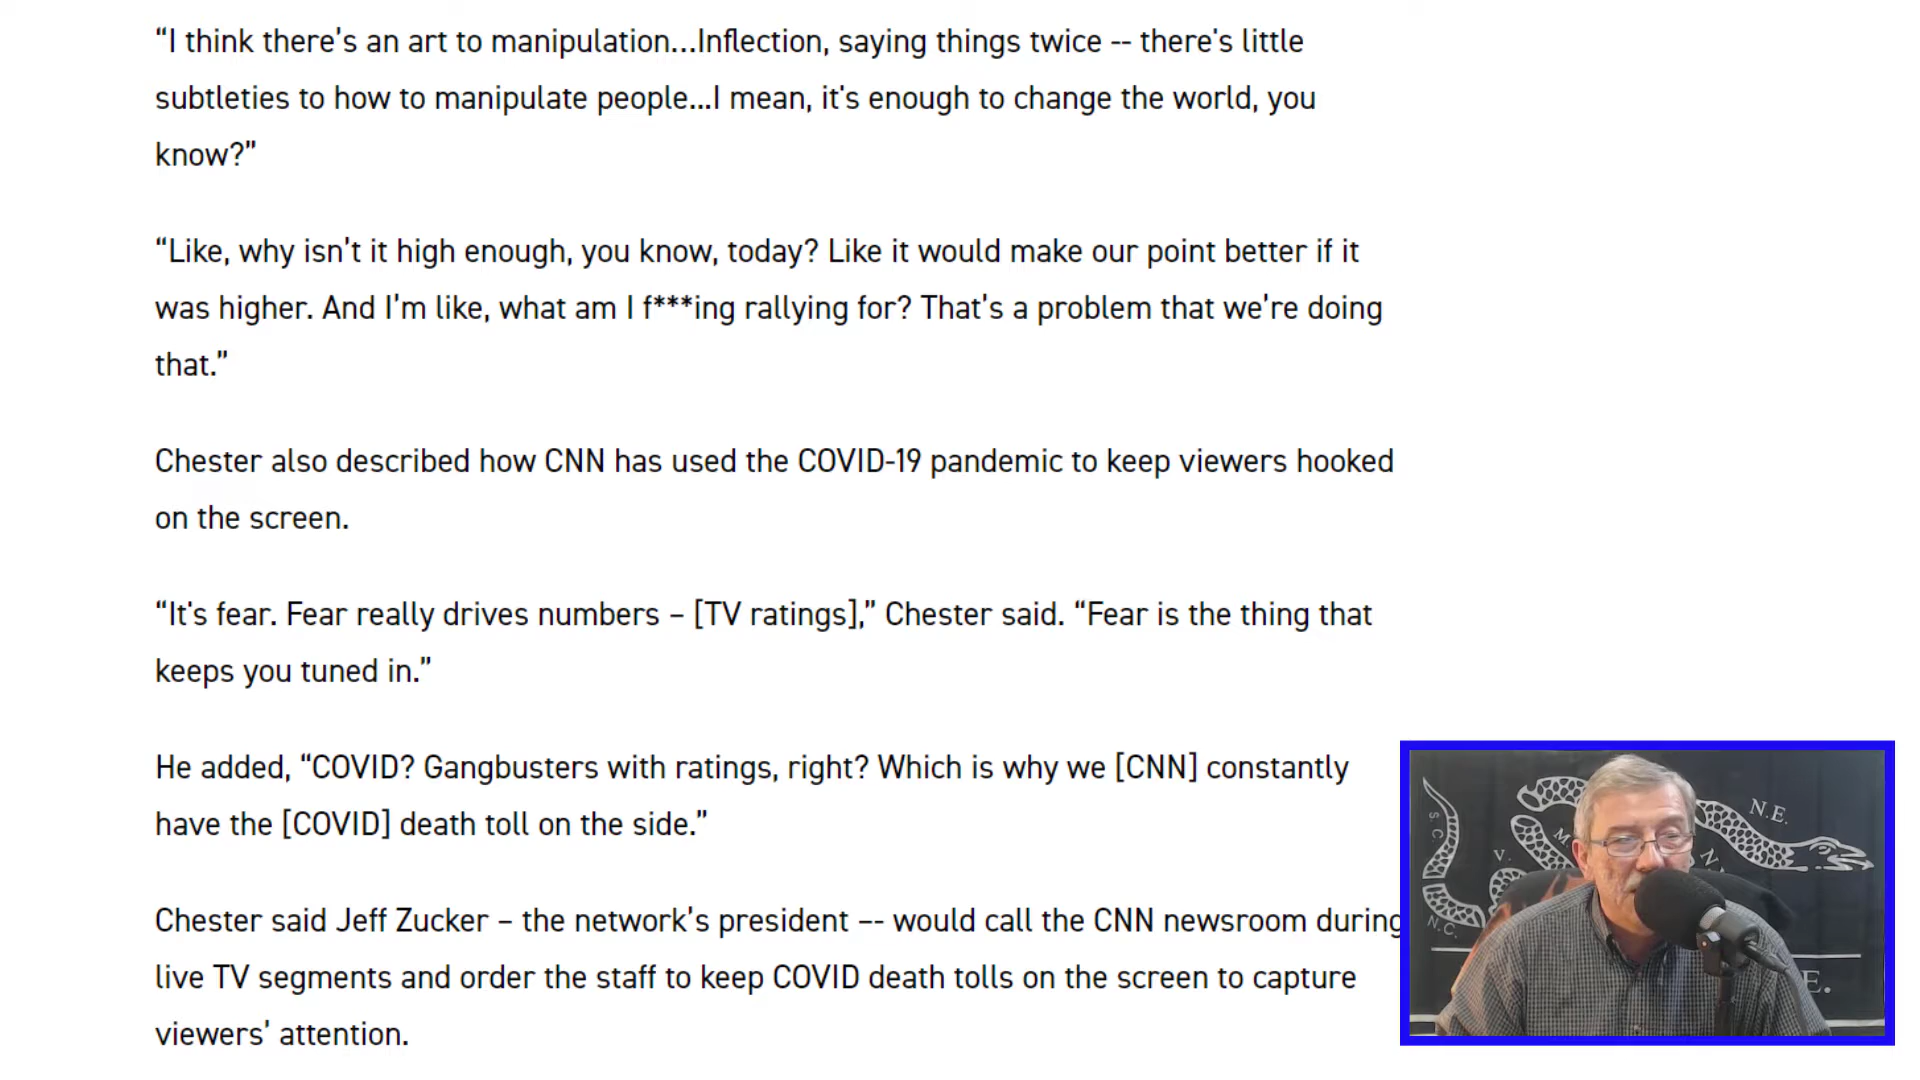 “I think there’s an art to manipulation...Inflection, saying things twice -- there's little
subtleties to how to manipulate people...I mean, it's enough to change the world, you
know?”
“Like, why isn’t it high enough, you know, today? Like it would make our point better if it
was higher. And I’m like, what am I f***ing rallying for? That’s a problem that we’re doing
that.”
Chester also described how CNN has used the COVID-19 pandemic to keep viewers hooked
on the screen.
“It's fear. Fear really drives numbers – [TV ratings],” Chester said. “Fear is the thing that
keeps you tuned in.”
He added, “COVID? Gangbusters with ratings, right? Which is why we [CNN] constantly
have the [COVID] death toll on the side.”
Chester said Jeff Zucker – the network’s president –- would call the CNN newsroom during
live TV segments and order the staff to keep COVID death tolls on the screen to capture
viewers’ attention.
S.C.
N.C.
V.
M
N
N.E.
E.